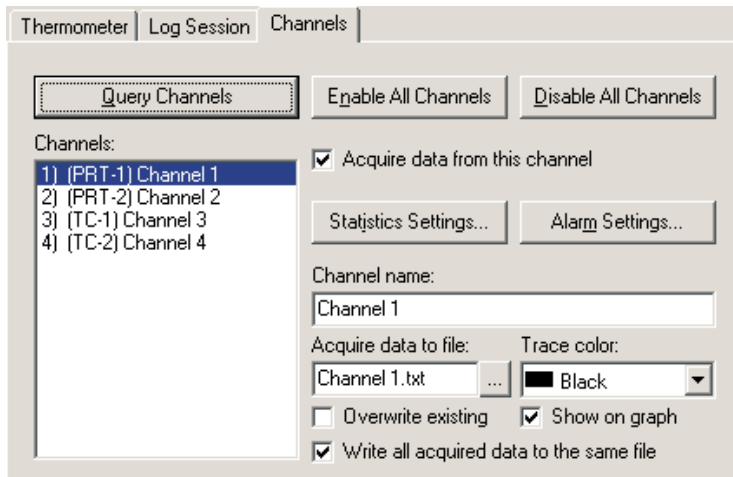 Thermometer Log Session Channels
Query Channels Enable All Channels Disable All Channels
Channels:
1) (PRT-1) Channel 1
2) (PRT-2) Channel 2
3) (TC-1) Channel 3
4) (TC-2) Channel 4
Acquire data from this channel
Statistics Settings... Alarm Settings...
Channel name:
Channel 1
Acquire data to file: Trace color:
Channel 1.txt ... Black
Overwrite existing Show on graph
Write all acquired data to the same file